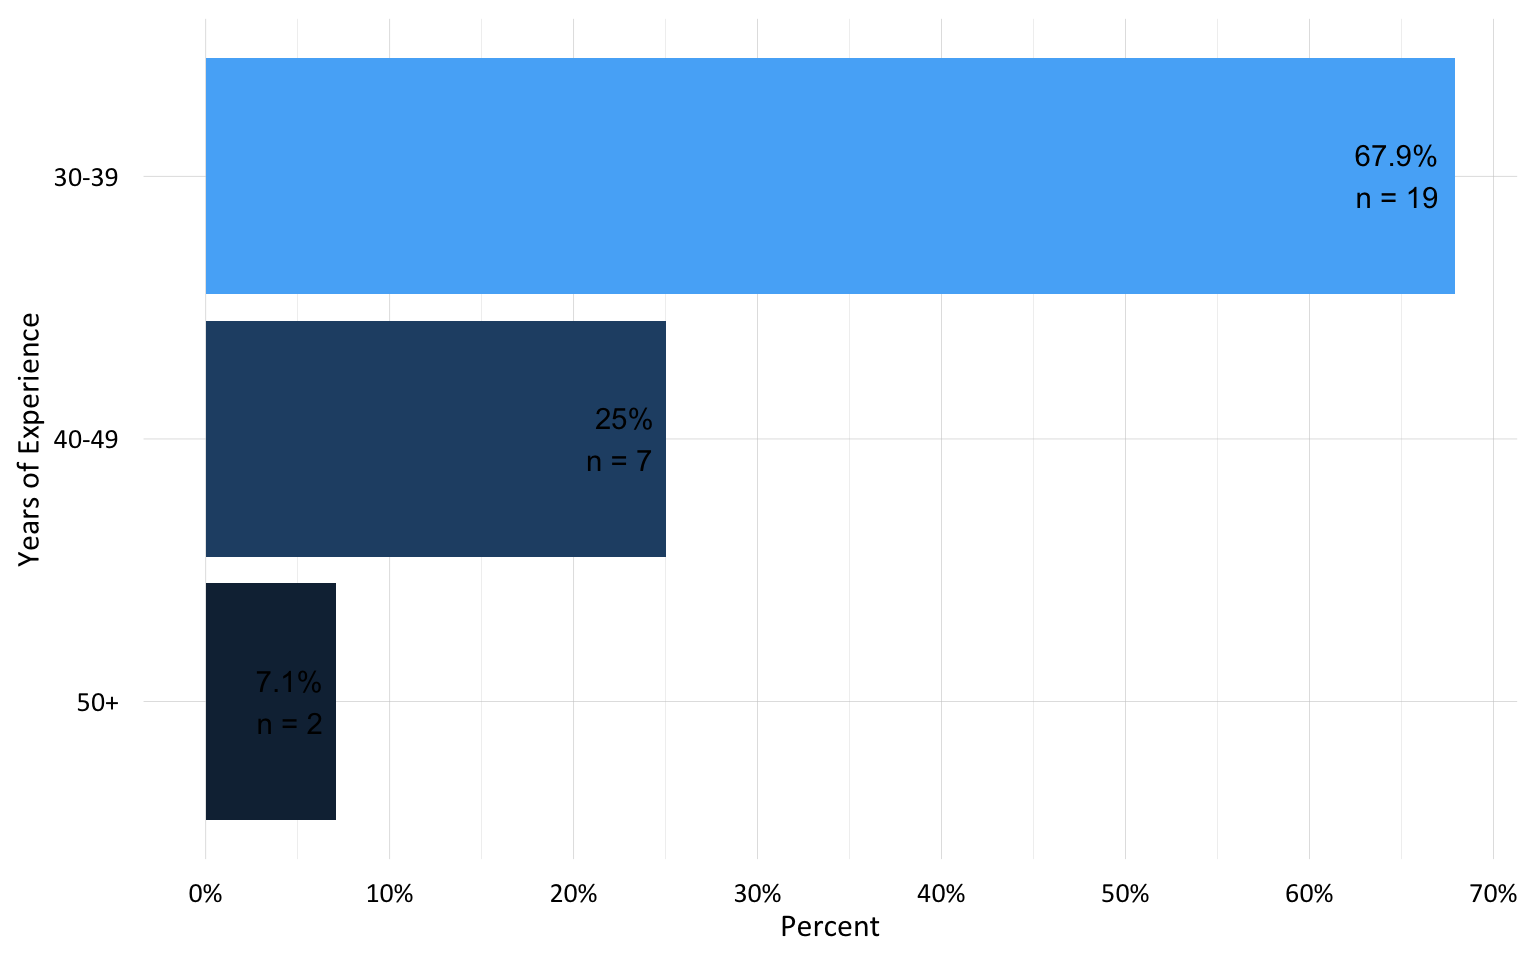 Years of Experience
30-39
67.9%
n = 19
40-49
25%
n = 7
50+
7.1%
n = 2
0% 10% 20% 30% 40% 50% 60% 70%
Percent